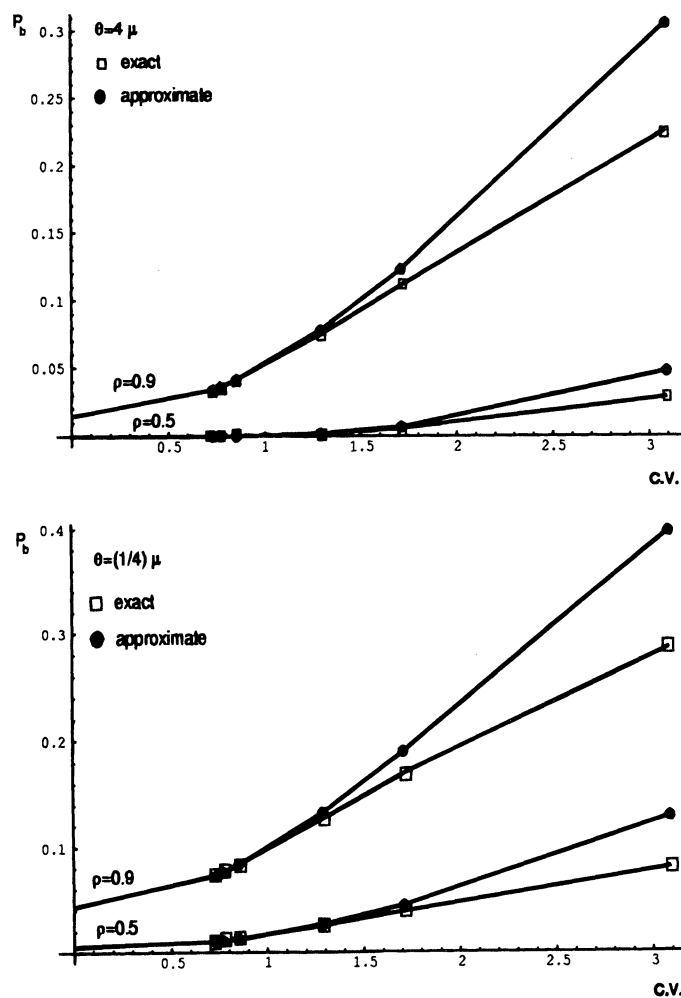 P_b
0.3
θ=4 μ
exact
approximate
0.25
0.2
0.15
0.1
0.05
ρ=0.9
ρ=0.5
0.5 1 1.5 2 2.5 3
C.V.
P_b
0.4
θ=(1/4) μ
exact
approximate
0.3
0.2
0.1
ρ=0.9
ρ=0.5
0.5 1 1.5 2 2.5 3
C.V.